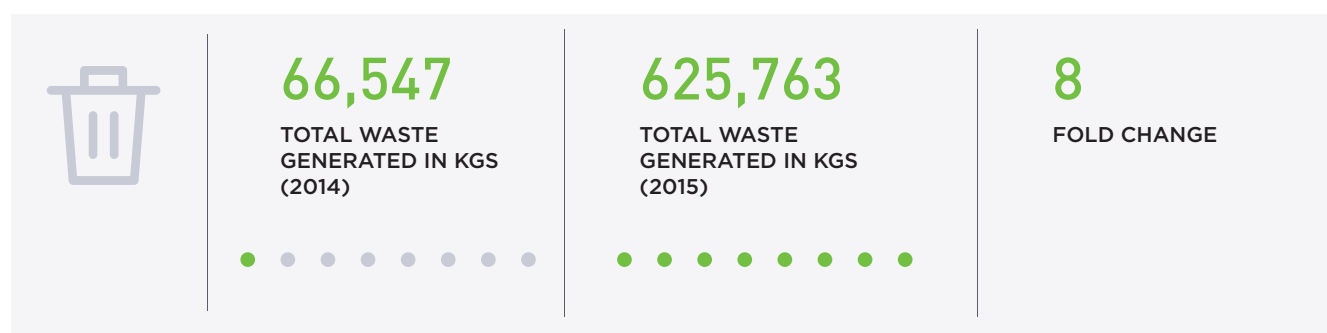 66,547
TOTAL WASTE
GENERATED IN KGS
(2014)
625,763
TOTAL WASTE
GENERATED IN KGS
(2015)
8
FOLD CHANGE